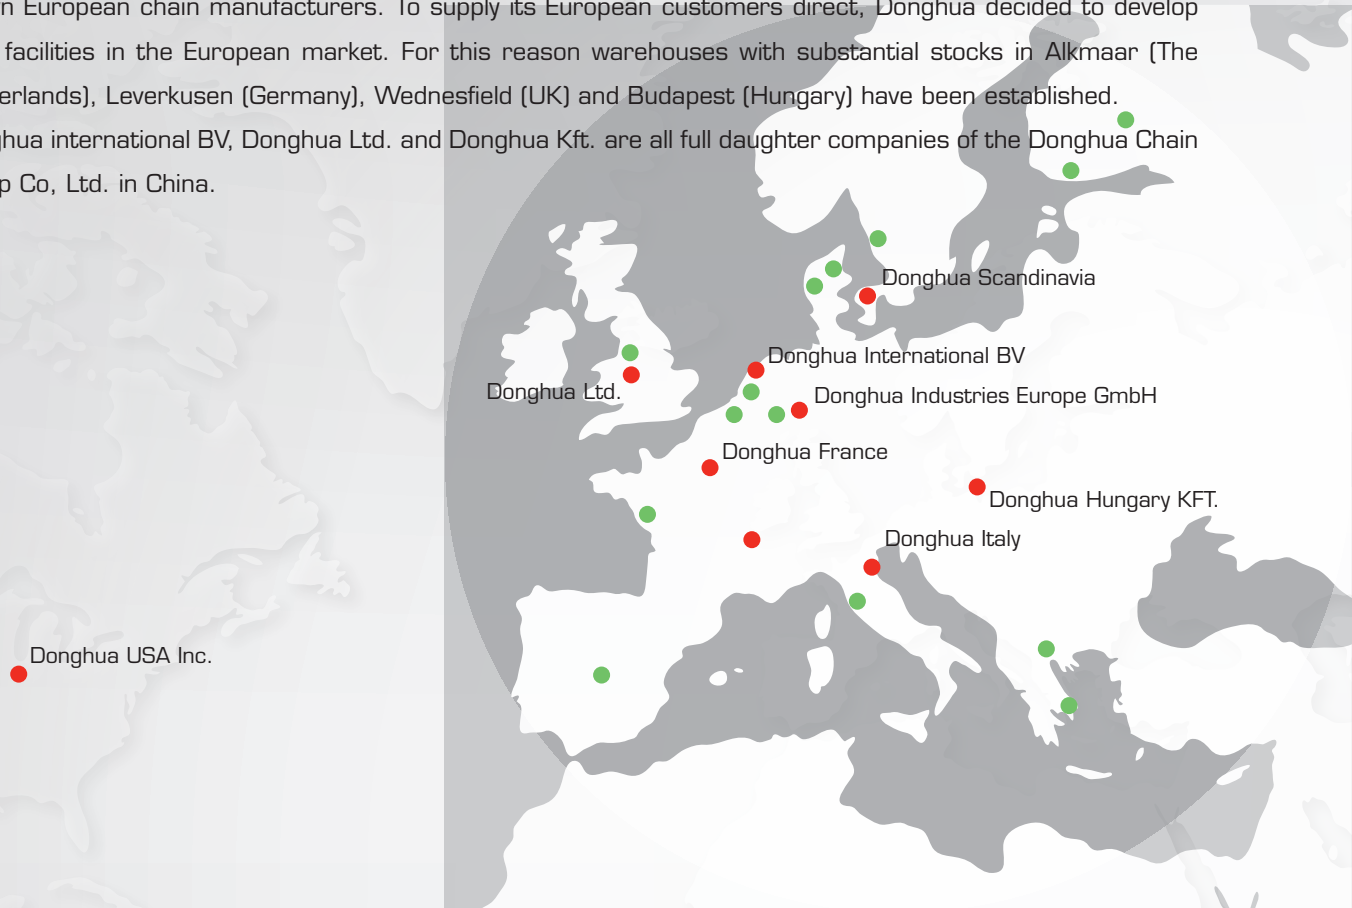 n European chain manufacturers. To supply its European customers direct, Donghua decided to develop
facilities in the European market. For this reason warehouses with substantial stocks in Alkmaar (The
erlands), Leverkusen (Germany), Wednesfield (UK) and Budapest (Hungary) have been established.
ghua international BV, Donghua Ltd. and Donghua Kft. are all full daughter companies of the Donghua Chain
p Co, Ltd. in China.
Donghua Scandinavia
Donghua International BV
Donghua Ltd.
Donghua Industries Europe GmbH
Donghua France
Donghua Hungary KFT.
Donghua Italy
Donghua USA Inc.